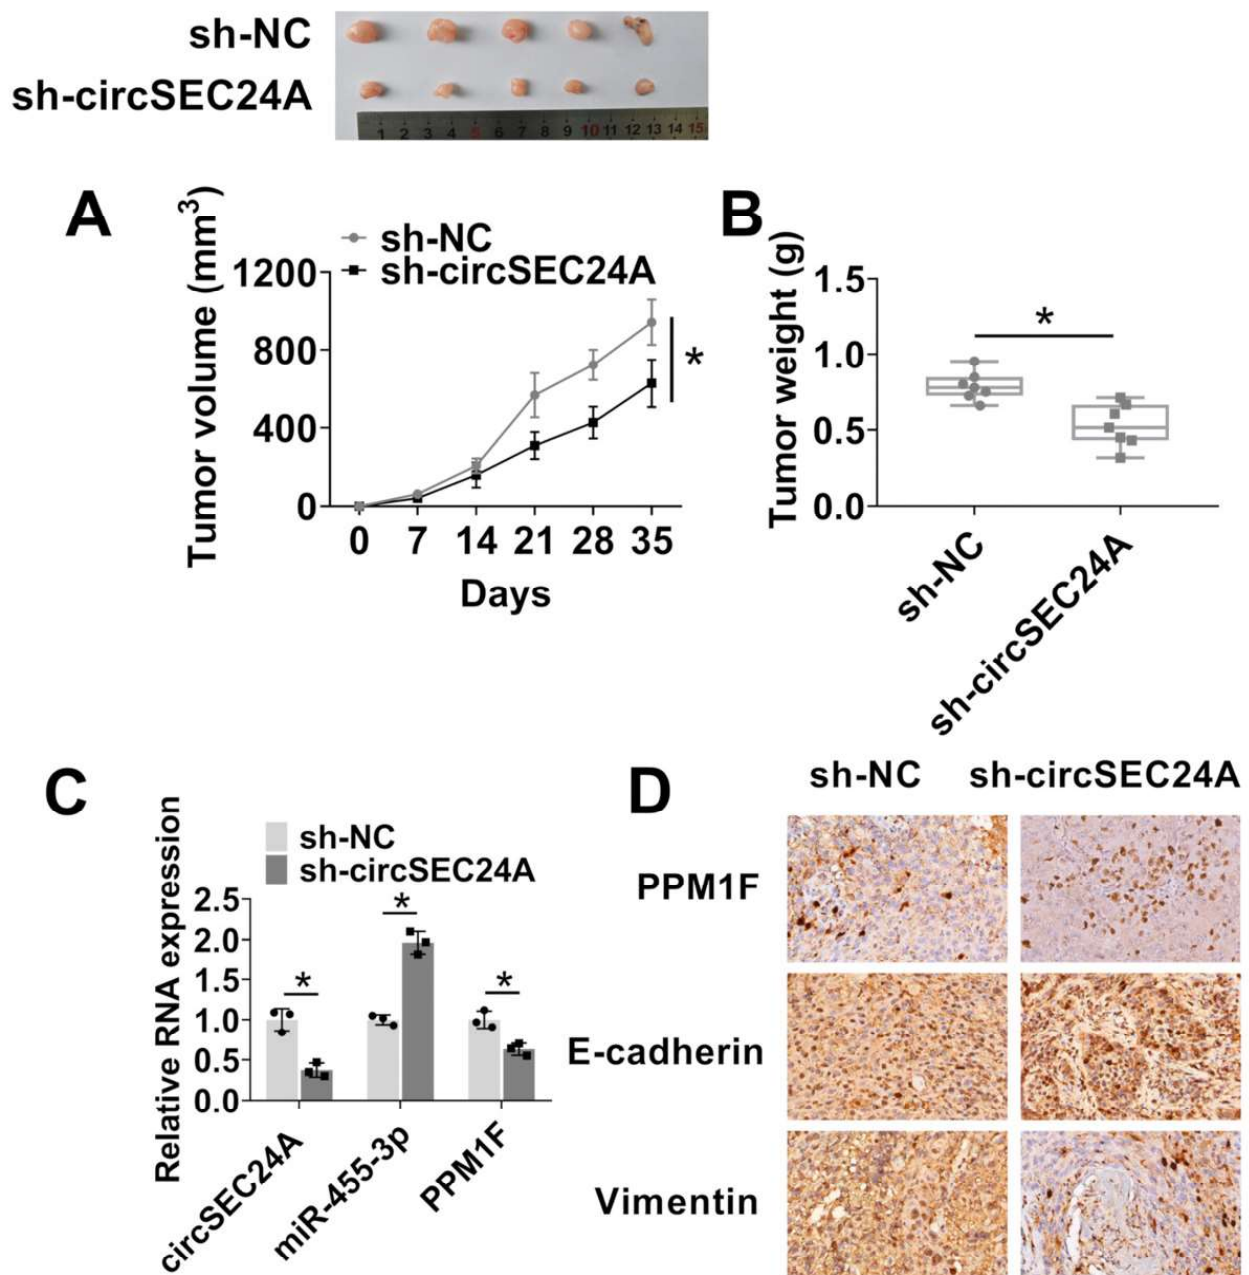 sh-NC
sh-circSEC24A
1 2 3 4 5 6 7 8 9 10 11 12 13 14 15
A
Tumor volume (mm3)
sh-NC
sh-circSEC24A
1200
800
400
0
*
0 7 14 21 28 35
Days
B
Tumor weight (g)
1.5
1.0
0.5
0.0
*
sh-NC
sh-circSEC24A
C
Relative RNA expression
sh-NC
sh-circSEC24A
2.5
2.0
1.5
1.0
0.5
0.0
* * *
circSEC24A
miR-455-3p
PPM1F
D
sh-NC sh-circSEC24A
PPM1F
E-cadherin
Vimentin